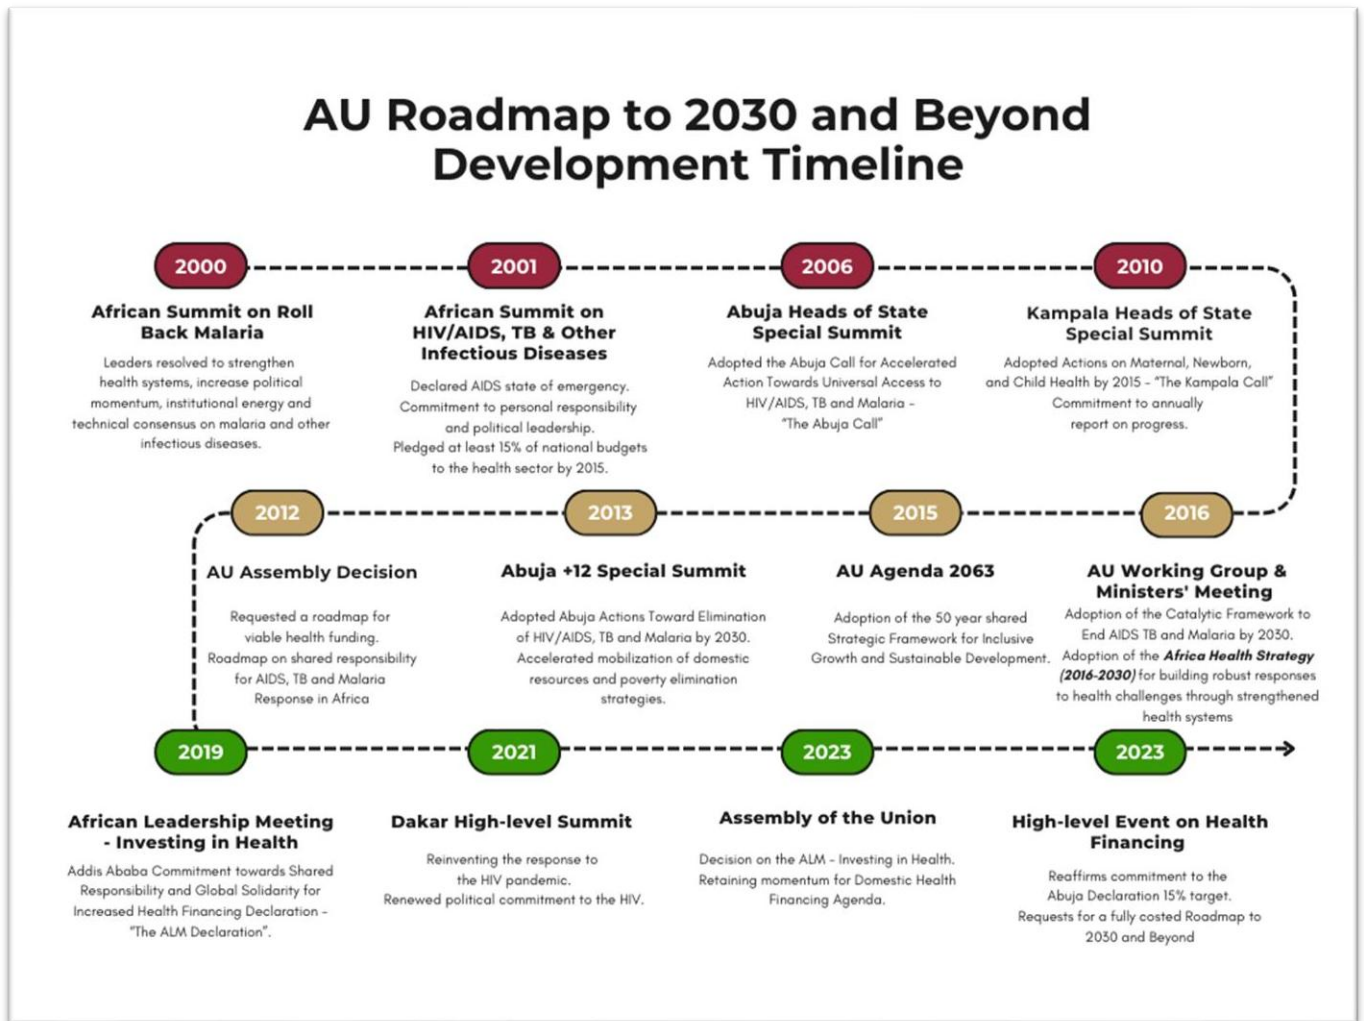 AU Roadmap to 2030 and Beyond
Development Timeline
2000
African Summit on Roll
Back Malaria
Leaders resolved to strengthen
health systems, increase political
momentum, institutional energy and
technical consensus on malaria and other
infectious diseases.
2001
African Summit on
HIV/AIDS, TB & Other
Infectious Diseases
Declared AIDS state of emergency.
Commitment to personal responsibility
and political leadership.
Pledged at least 15% of national budgets
to the health sector by 2015.
2006
Abuja Heads of State
Special Summit
Adopted the Abuja Call for Accelerated
Action Towards Universal Access to
HIV/AIDS, TB and Malaria -
"The Abuja Call"
2010
Kampala Heads of State
Special Summit
Adopted Actions on Maternal, Newborn,
and Child Health by 2015 - "The Kampala Call"
Commitment to annually
report on progress.
2012
AU Assembly Decision
Requested a roadmap for
viable health funding.
Roadmap on shared responsibility
for AIDS, TB and Malaria
Response in Africa
2013
Abuja +12 Special Summit
Adopted Abuja Actions Toward Elimination
of HIV/AIDS, TB and Malaria by 2030.
Accelerated mobilization of domestic
resources and poverty elimination
strategies.
2015
AU Agenda 2063
Adoption of the 50 year shared
Strategic Framework for Inclusive
Growth and Sustainable Development.
2016
AU Working Group &
Ministers' Meeting
Adoption of the Catalytic Framework to
End AIDS TB and Malaria by 2030.
Adoption of the Africa Health Strategy
(2016-2030) for building robust responses
to health challenges through strengthened
health systems
2019
African Leadership Meeting
- Investing in Health
Addis Ababa Commitment towards Shared
Responsibility and Global Solidarity for
Increased Health Financing Declaration -
"The ALM Declaration".
2021
Dakar High-level Summit
Reinventing the response to
the HIV pandemic.
Renewed political commitment to the HIV.
2023
Assembly of the Union
Decision on the ALM - Investing in Health.
Retaining momentum for Domestic Health
Financing Agenda.
2023
High-level Event on Health
Financing
Reaffirms commitment to the
Abuja Declaration 15% target.
Requests for a fully costed Roadmap to
2030 and Beyond